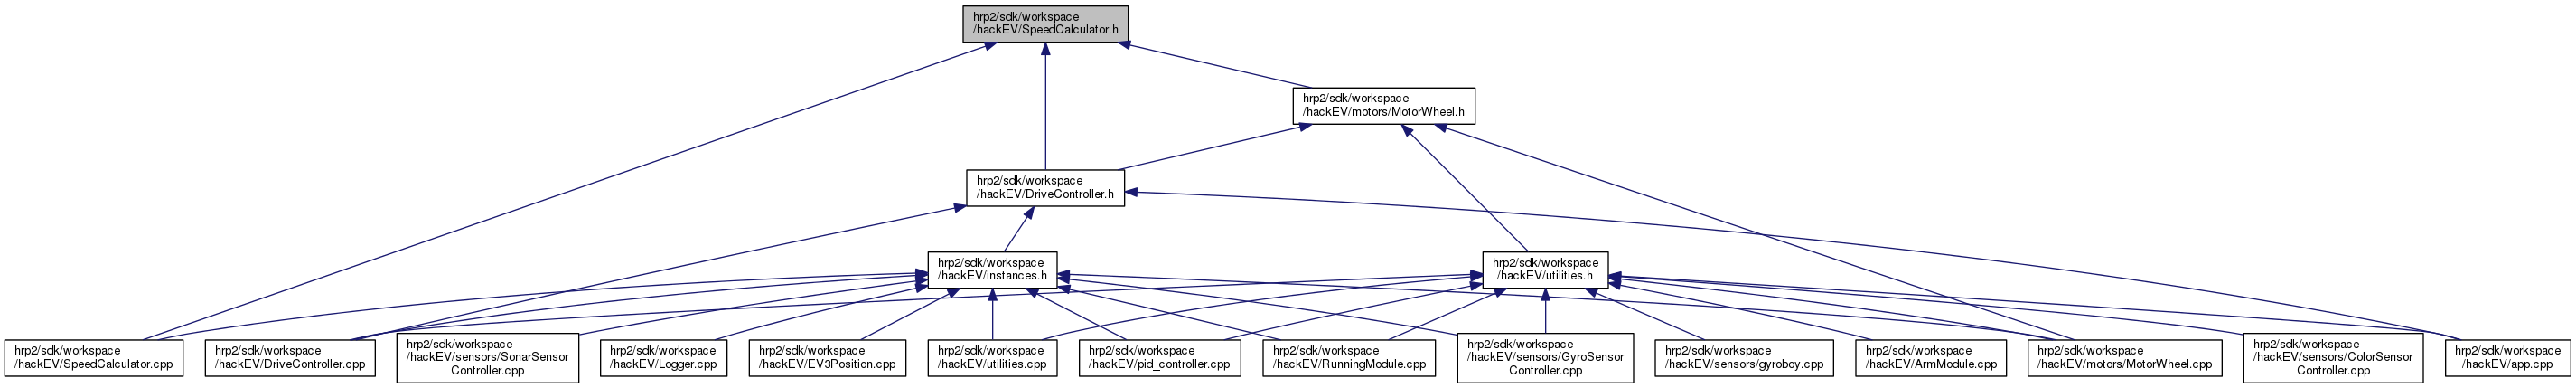 hrp2/sdk/workspace
/hackEV/SpeedCalculator.h
hrp2/sdk/workspace
/hackEV/motors/MotorWheel.h
hrp2/sdk/workspace
/hackEV/DriveController.h
hrp2/sdk/workspace
/hackEV/instances.h
hrp2/sdk/workspace
/hackEV/utilities.h
hrp2/sdk/workspace
/hackEV/SpeedCalculator.cpp
hrp2/sdk/workspace
/hackEV/DriveController.cpp
hrp2/sdk/workspace
/hackEV/sensors/SonarSensor
Controller.cpp
hrp2/sdk/workspace
/hackEV/Logger.cpp
hrp2/sdk/workspace
/hackEV/EV3Position.cpp
hrp2/sdk/workspace
/hackEV/utilities.cpp
hrp2/sdk/workspace
/hackEV/pid_controller.cpp
hrp2/sdk/workspace
/hackEV/RunningModule.cpp
hrp2/sdk/workspace
/hackEV/sensors/GyroSensor
Controller.cpp
hrp2/sdk/workspace
/hackEV/sensors/gyroboy.cpp
hrp2/sdk/workspace
/hackEV/ArmModule.cpp
hrp2/sdk/workspace
/hackEV/motors/MotorWheel.cpp
hrp2/sdk/workspace
/hackEV/sensors/ColorSensor
Controller.cpp
hrp2/sdk/workspace
/hackEV/app.cpp